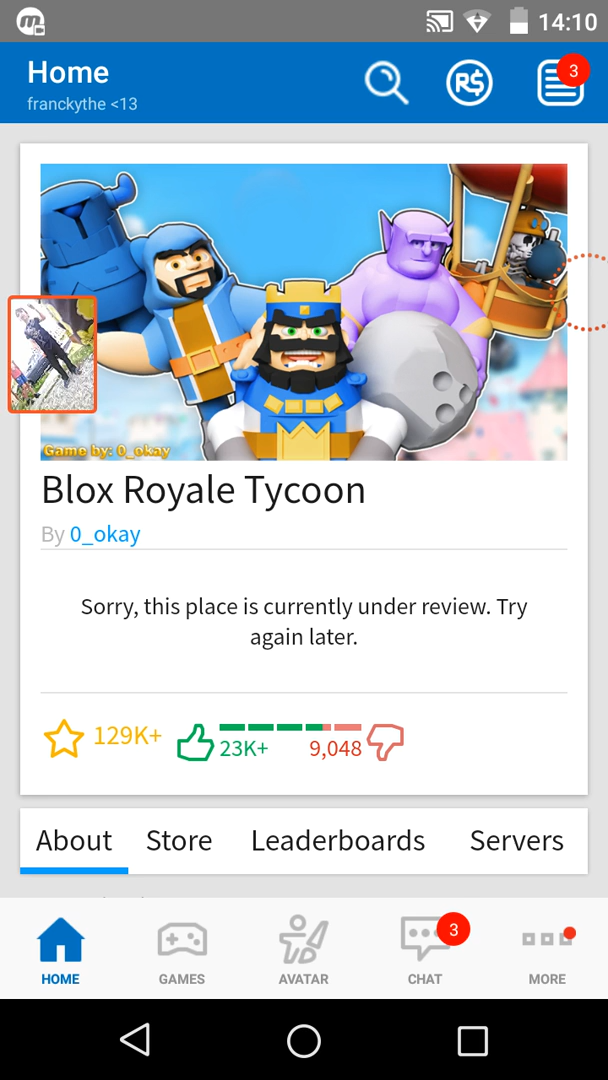 14:10
Home
franckythe <13
R$
3
Game by: 0_okay
Blox Royale Tycoon
By 0_okay
Sorry, this place is currently under review. Try
again later.
129K+
23K+
9,048
About
Store
Leaderboards
Servers
3
HOME
GAMES
AVATAR
CHAT
MORE